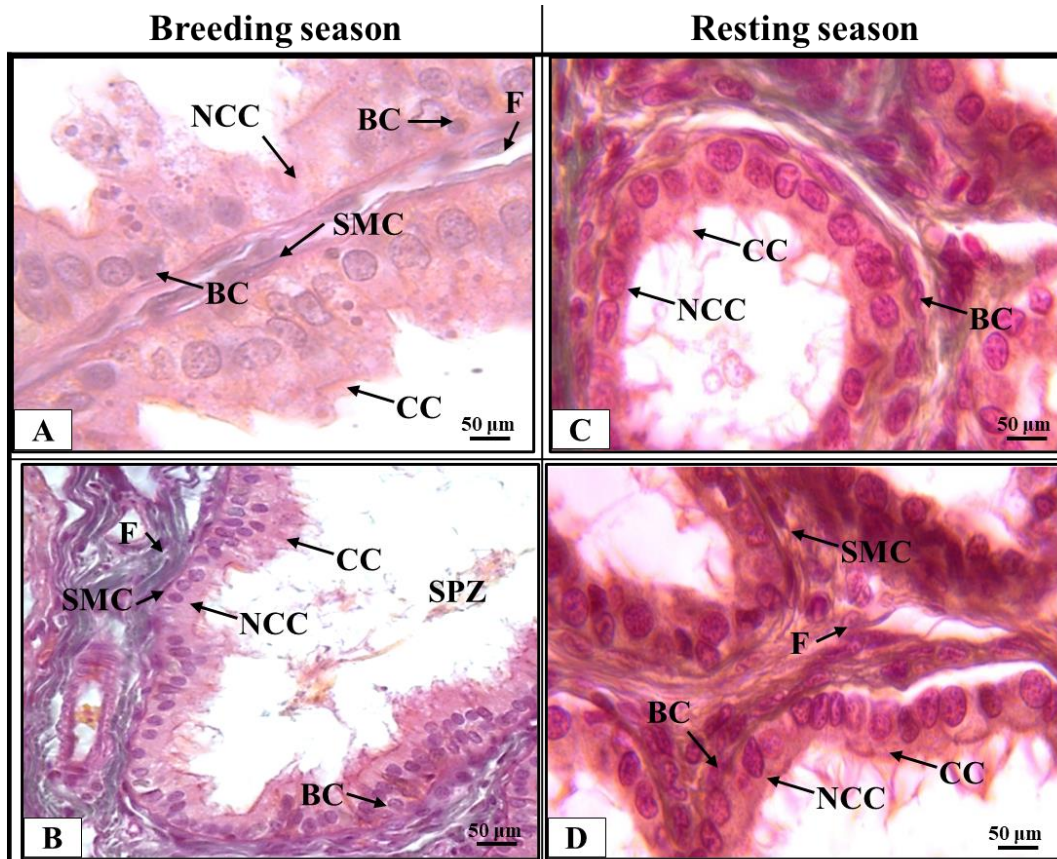 Breeding season
Resting season
NCC
BC
F
SMC
BC
CC
A
50 µm
CC
NCC
BC
C
50 µm
F
CC
SMC
SPZ
NCC
BC
B
50 µm
SMC
F
BC
CC
NCC
D
50 µm